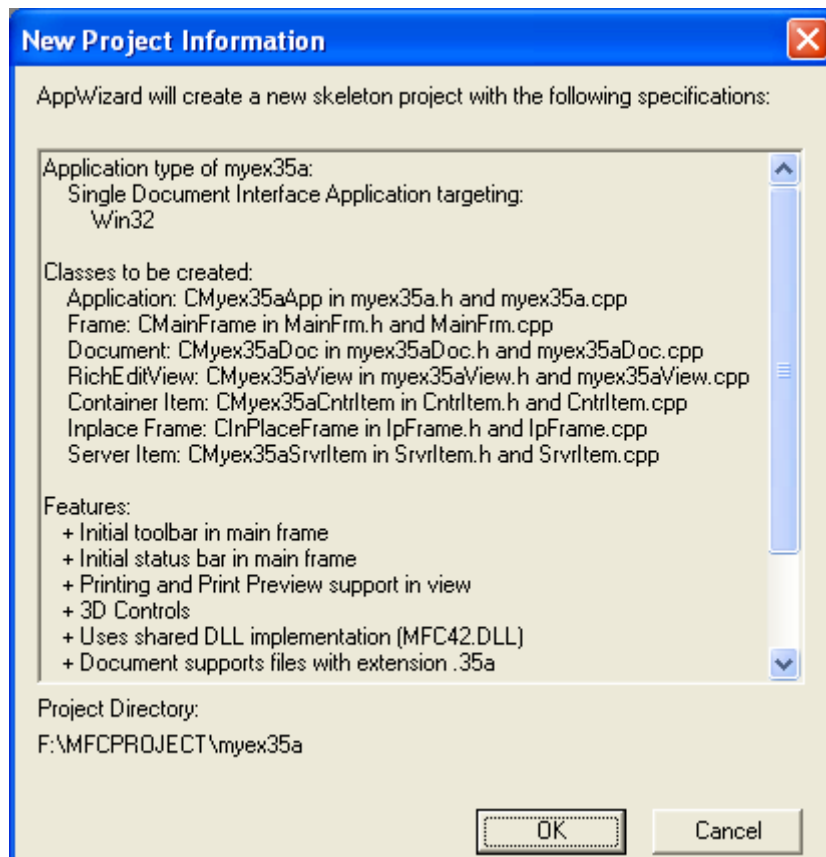 New Project Information
AppWizard will create a new skeleton project with the following specifications:
Application type of myex35a:
Single Document Interface Application targeting:
Win32
Classes to be created:
Application: CMyex35aApp in myex35a.h and myex35a.cpp
Frame: CMainFrame in MainFrm.h and MainFrm.cpp
Document: CMyex35aDoc in myex35aDoc.h and myex35aDoc.cpp
RichEditView: CMyex35aView in myex35aView.h and myex35aView.cpp
Container Item: CMyex35aCntrItem in CntrItem.h and CntrItem.cpp
Inplace Frame: CInPlaceFrame in IpFrame.h and IpFrame.cpp
Server Item: CMyex35aSrvrItem in SrvrItem.h and SrvrItem.cpp
Features:
+ Initial toolbar in main frame
+ Initial status bar in main frame
+ Printing and Print Preview support in view
+ 3D Controls
+ Uses shared DLL implementation (MFC42.DLL)
+ Document supports files with extension .35a
Project Directory:
F:\MFCPROJECT\myex35a
OK Cancel